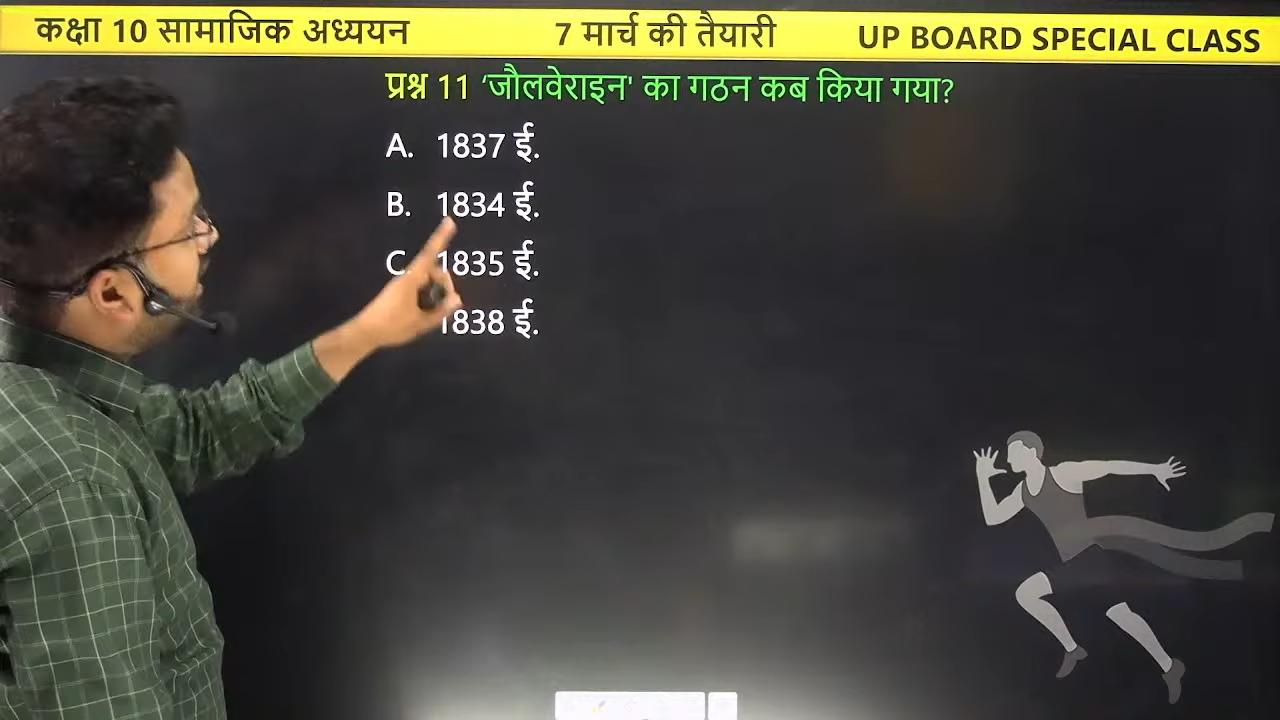 कक्षा 10 सामाजिक अध्ययन 7 मार्च की तैयारी UP BOARD SPECIAL CLASS
प्रश्न 11 ‘जौलवेराइन' का गठन कब किया गया?
A. 1837 ई.
B. 1834 ई.
C. 1835 ई.
1838 ई.